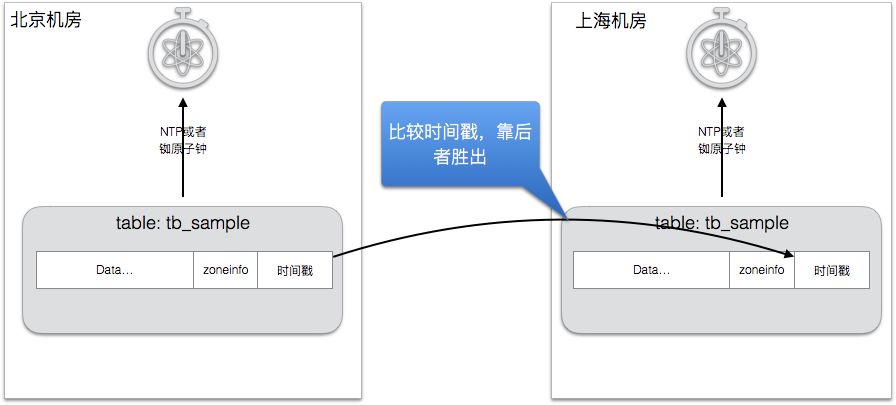 北京机房
NTP或者
铷原子钟
table: tb_sample
Data...
zoneinfo
时间戳
比较时间戳，靠后
者胜出
上海机房
NTP或者
铷原子钟
table: tb_sample
Data...
zoneinfo
时间戳